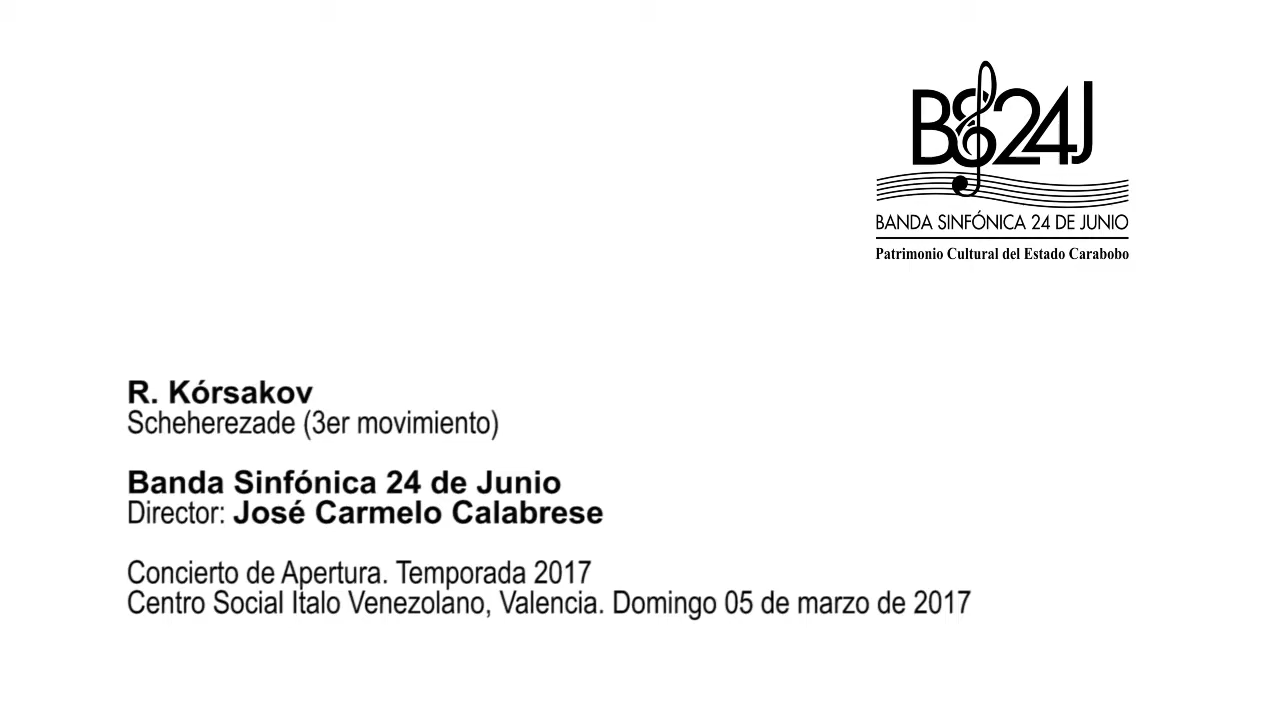 BS24J
BANDA SINFÓNICA 24 DE JUNIO
Patrimonio Cultural del Estado Carabobo
R. Kórsakov
Scheherezade (3er movimiento)
Banda Sinfónica 24 de Junio
Director: José Carmelo Calabrese
Concierto de Apertura. Temporada 2017
Centro Social Italo Venezolano, Valencia. Domingo 05 de marzo de 2017